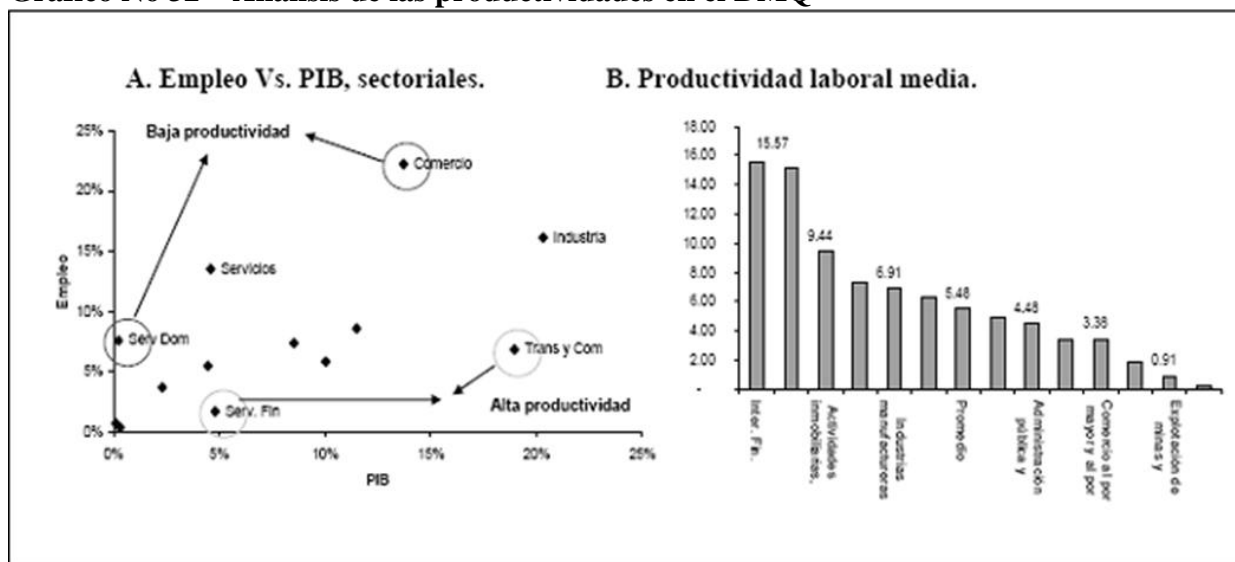 Gráfico No – Análisis de las productividades en el DMQ
A. Empleo Vs. PIB, sectoriales.
Empleo
25%
20%
15%
10%
5%
0%
Baja productividad
Comercio
Industria
Servicios
Serv Dom
Trans y Com
Serv. Fin
Alta productividad
0% 5% 10% 15% 20% 25%
PIB
B. Productividad laboral media.
18.00
16.00
14.00
12.00
10.00
8.00
6.00
4.00
2.00
-
15.57
9.44
6.91
5.48
4.48
3.38
0.91
Inter. Fin.
Actividades
inmobiliarias.
Industrias
manufactureras
Promedio
Administración
pública y
Comercio al por
mayor y al por
Explotación de
minas y